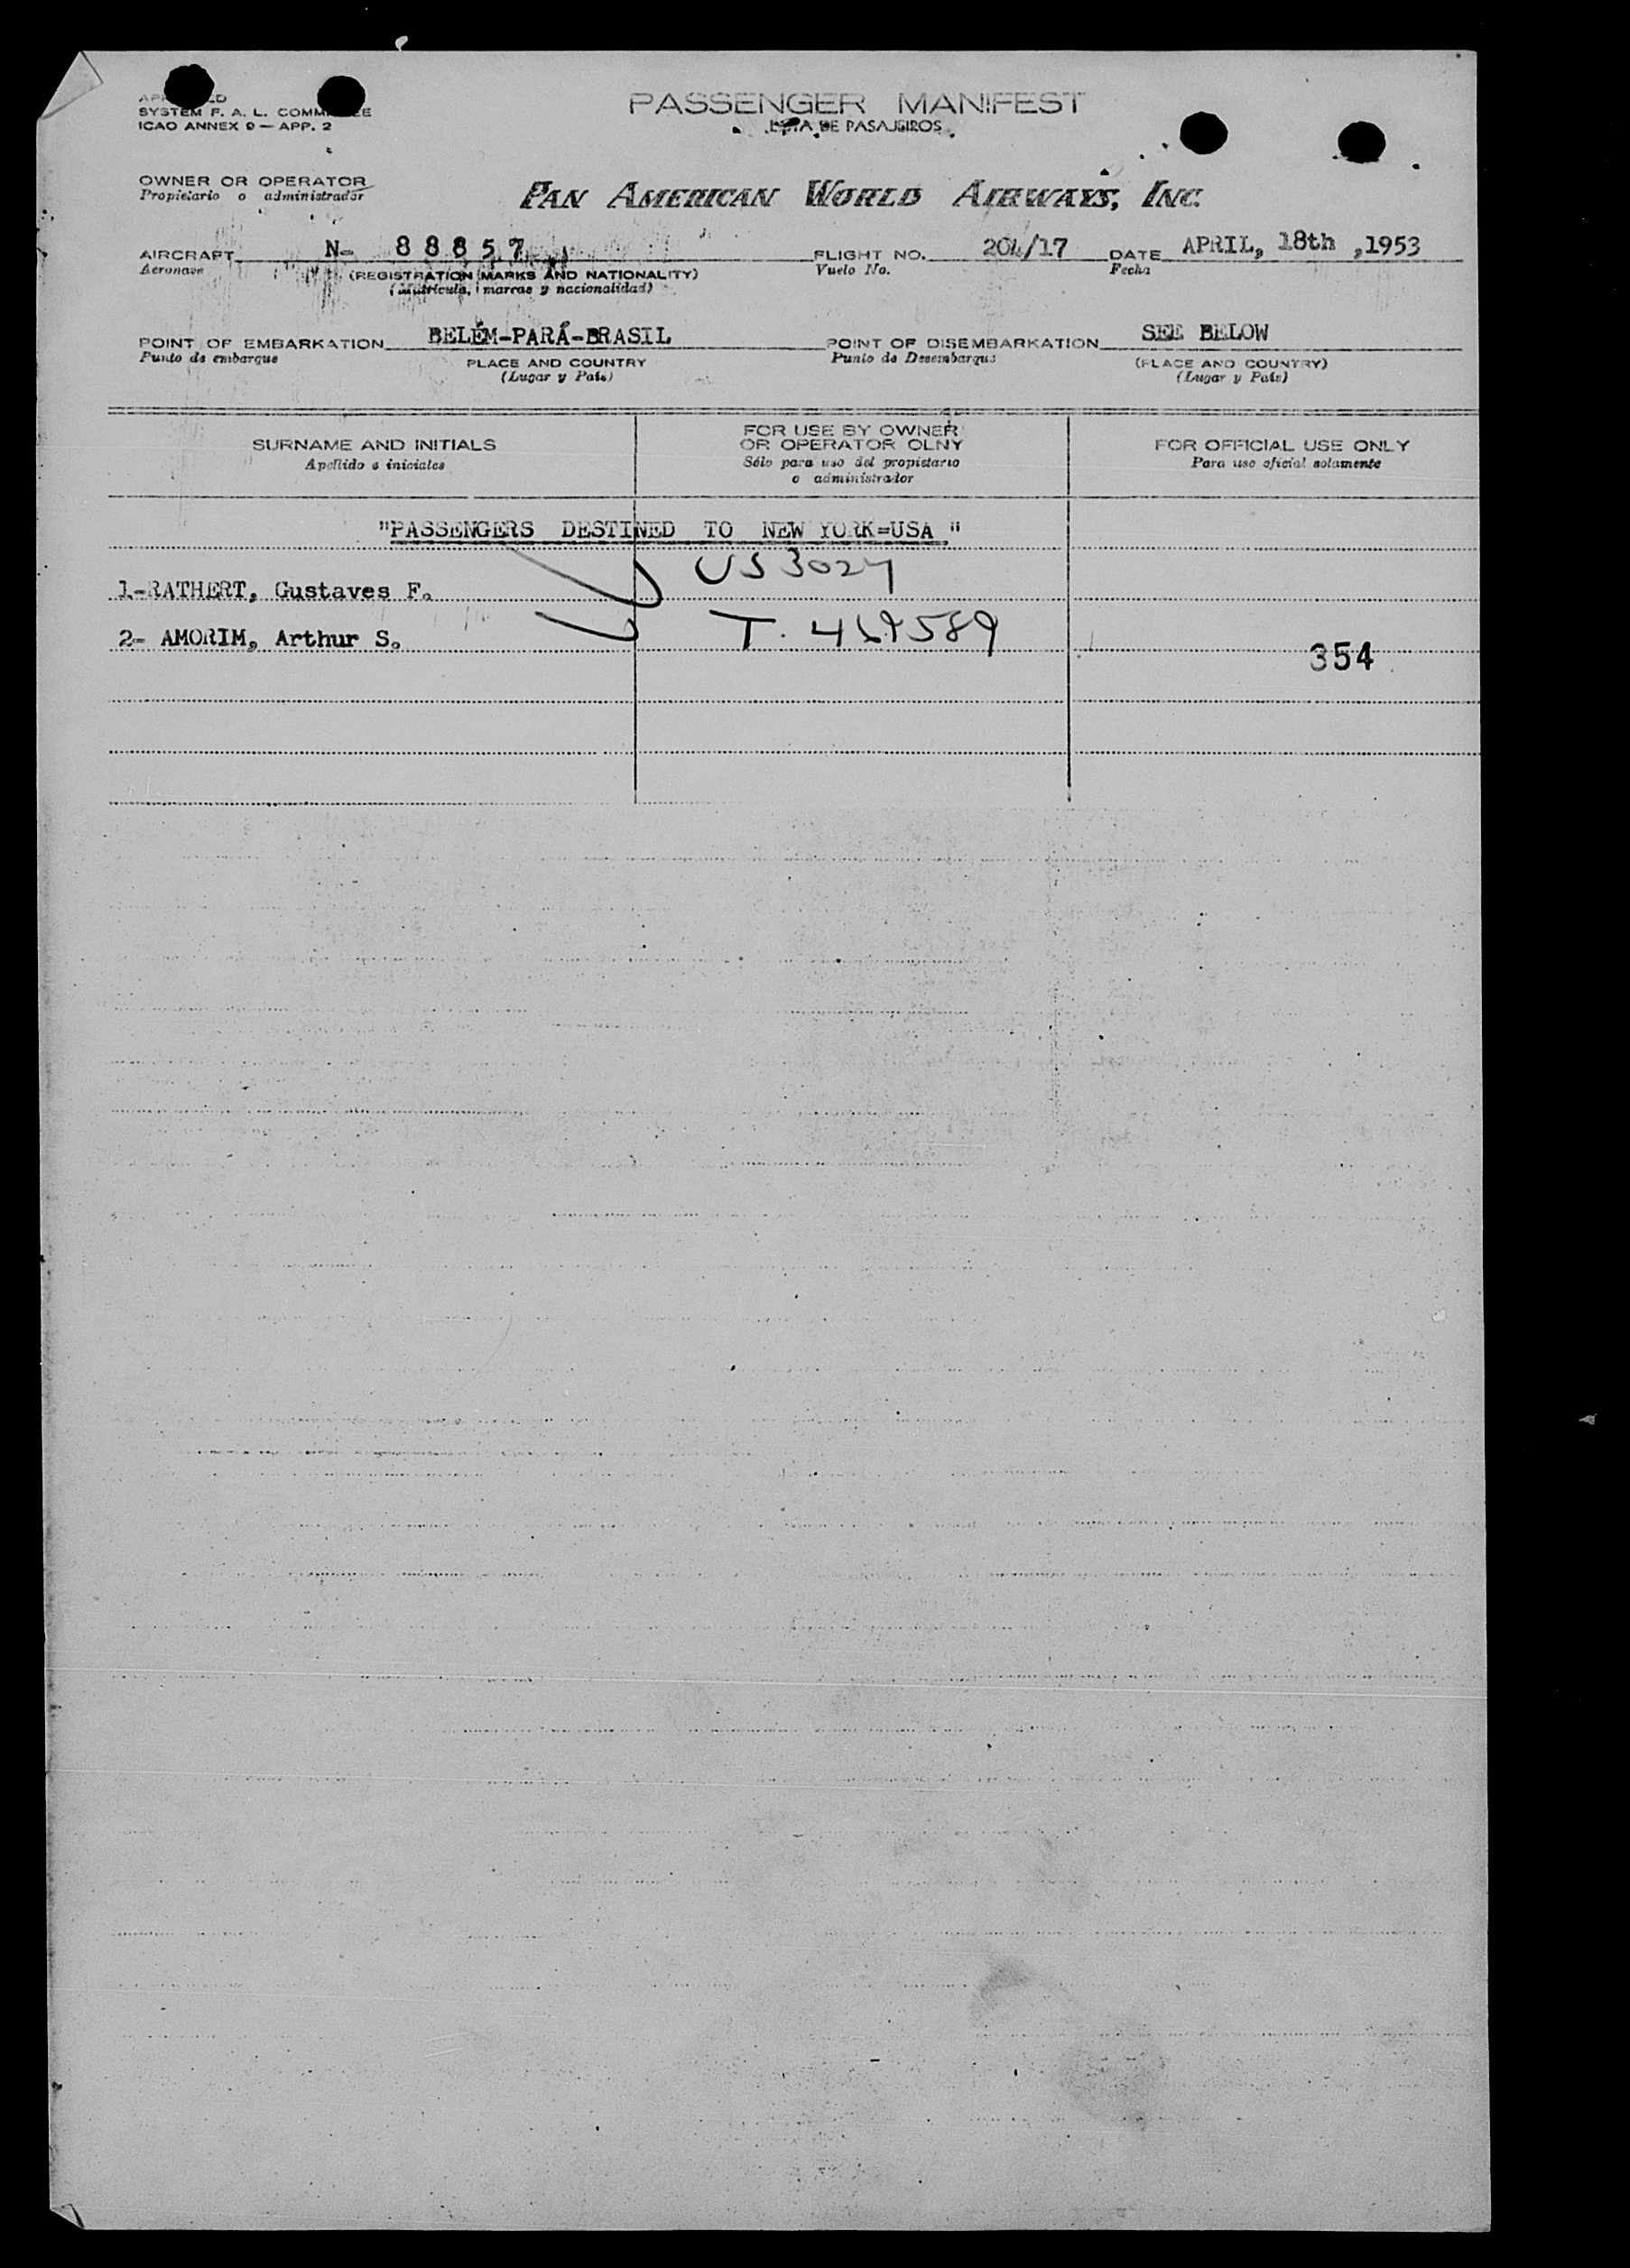 SYSTEM F. A. L.
ICAO ANNEX 9 — APP. 2
PASSENGER MANIFEST
DE PASAJEIROS
OWNER OR OPERATOR
Propietario o administrador
PAN AMERICAN WORLD AIRWAYS, INC.
AIRCRAFT N- 88857 FLIGHT NO. 204/17 DATE APRIL, 18th ,1953
Aeronave (REGISTRATION MARKS AND NATIONALITY) Vuelo No. Fecha
(Matricula, marcas y nacionalidad)
POINT OF EMBARKATION BELÉM-PARÁ-BRASIL POINT OF DISEMBARKATION SEE BELOW
Punto de embarque PLACE AND COUNTRY Punto de Desembarque (PLACE AND COUNTRY)
(Lugar y País) (Lugar y País)
SURNAME AND INITIALS
Apellido e iniciales
FOR USE BY OWNER
OR OPERATOR OLNY
Sólo para uso del propietario
o administrador
FOR OFFICIAL USE ONLY
Para uso oficial solamente
"PASSENGERS DESTINED TO NEW YORK=USA "
1-RATHERT, Gustaves F. US 3024
2- AMORIM, Arthur S. T.
354